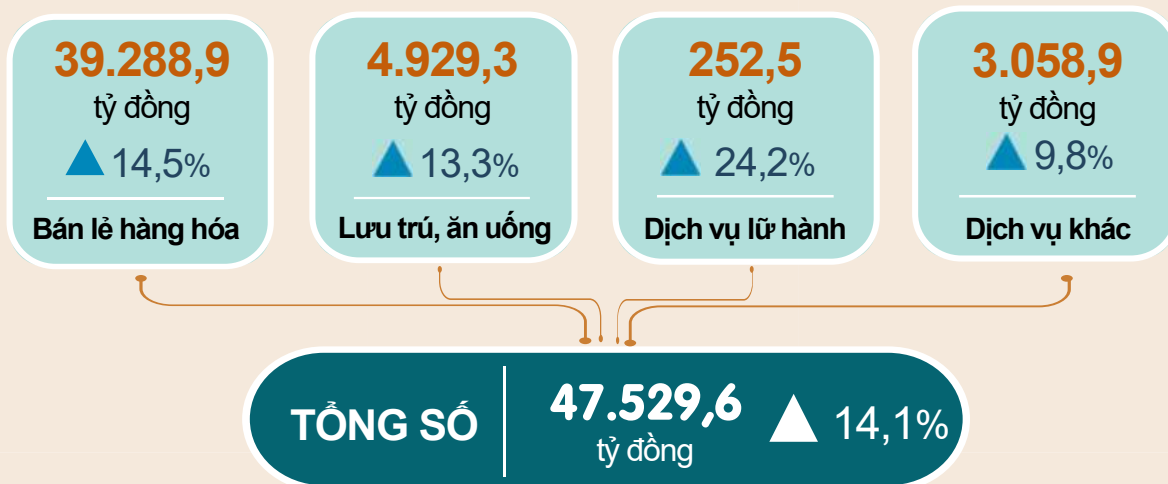 39.288,9
tỷ đồng
14,5%
Bán lẻ hàng hóa
4.929,3
tỷ đồng
13,3%
Lưu trú, ăn uống
252,5
tỷ đồng
24,2%
Dịch vụ lữ hành
3.058,9
tỷ đồng
9,8%
Dịch vụ khác
TỔNG SỐ
47.529,6
tỷ đồng
14,1%